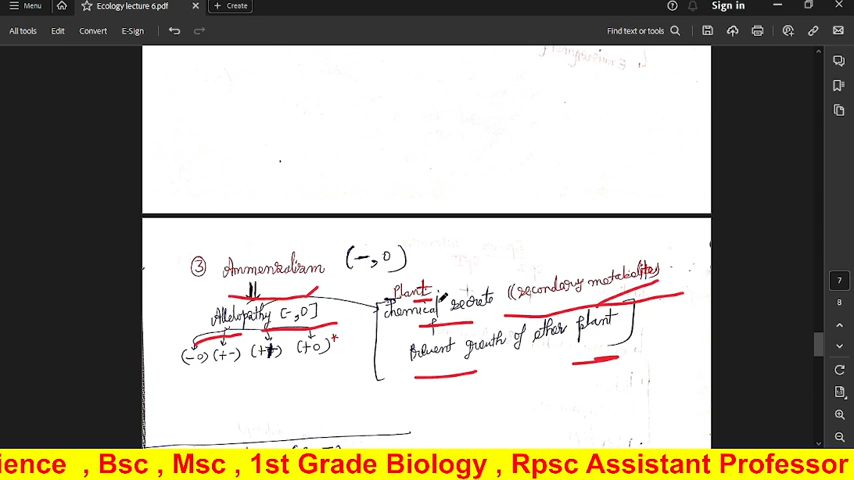 Menu
Ecology lecture 6.pdf
Create
Sign in
All tools
Edit
Convert
E-Sign
Find text or tools
③ Ammensalism (-,0)
Allelopathy [-,0]
(-0) (+-) (++) (+0)*
Plant
chemical secrete ((secondary metabolites)
prevent growth of other plant
7
8
ience , Bsc , Msc , 1st Grade Biology , Rpsc Assistant Professor